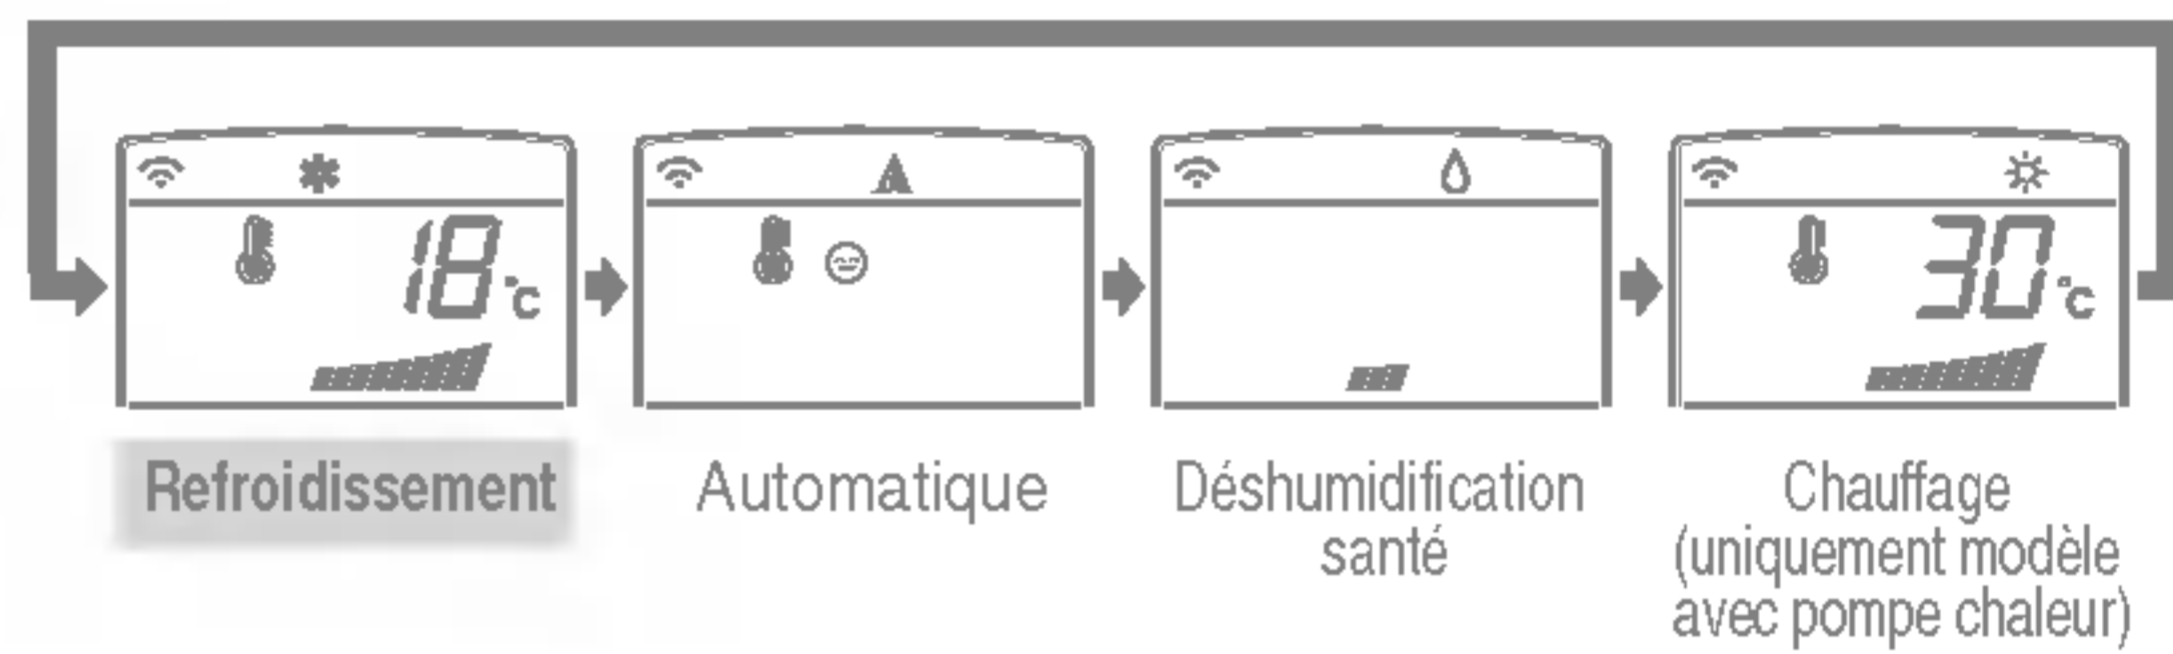 18°C
30°C
Refroidissement
Automatique
Déshumidification
santé
Chauffage
(uniquement modèle
avec pompe chaleur)